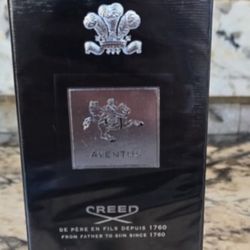 AVENTUS
CREED
DE PÈRE EN FILS DEPUIS 1760
FROM FATHER TO SON SINCE 1760